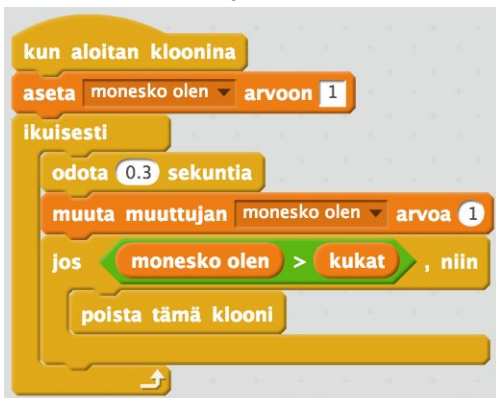 kun aloitan kloonina
aseta monesko olen arvoon 1
ikuisesti
odota 0.3 sekuntia
muuta muuttujan monesko olen arvoa 1
jos monesko olen > kukat , niin
poista tämä klooni